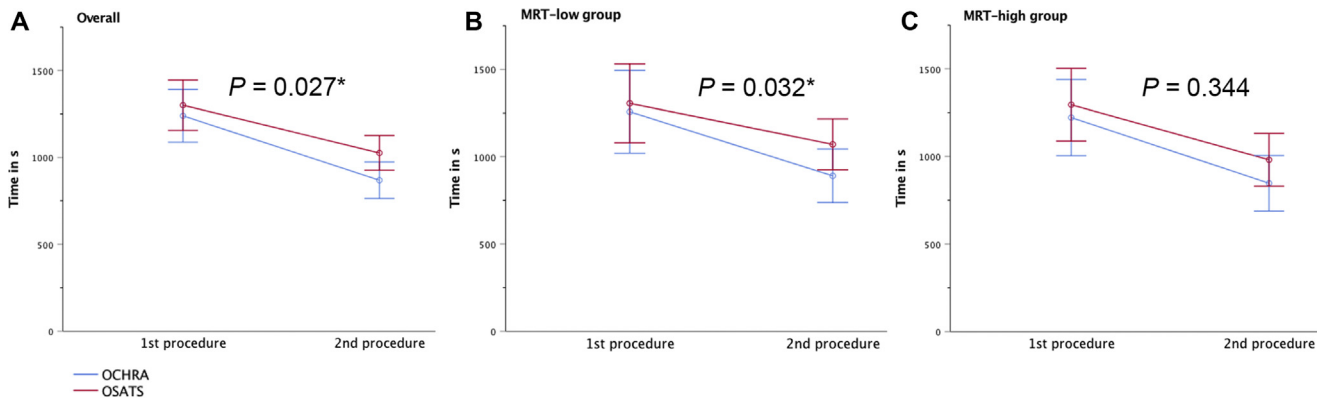 A
Overall
P = 0.027*
Time in s
1500
1000
500
0
1st procedure
2nd procedure
B
MRT-low group
P = 0.032*
Time in s
1500
1000
500
0
1st procedure
2nd procedure
C
MRT-high group
P = 0.344
Time in s
1500
1000
500
0
1st procedure
2nd procedure
OCHRA
OSATS